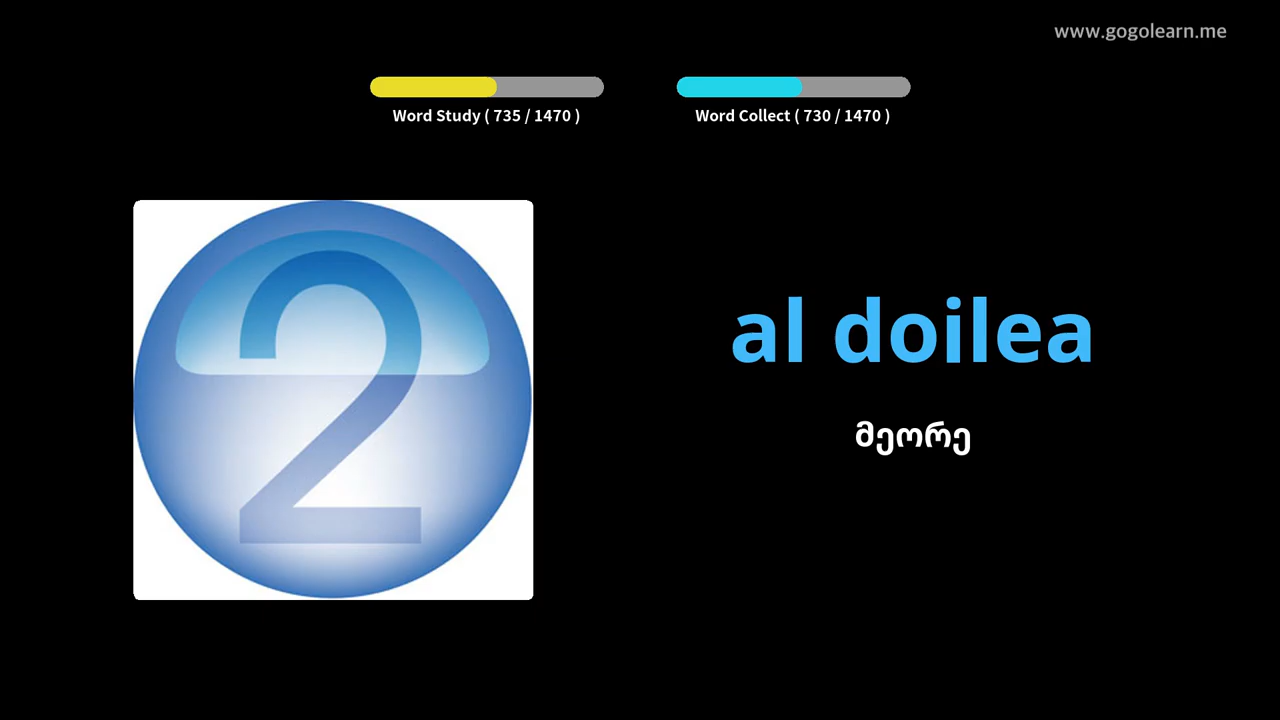 www.gogolearn.me
Word Study ( 735 / 1470 )
Word Collect ( 730 / 1470 )
2
al doilea
მეორე